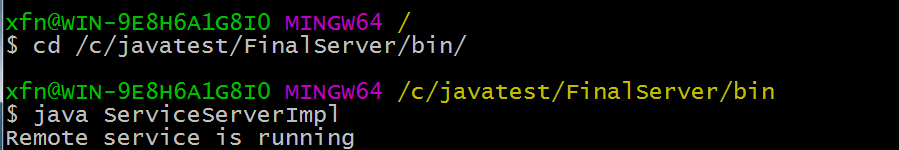 xfn@WIN-9E8H6A1G8I0 MINGW64 /
$ cd /c/javatest/FinalServer/bin/
xfn@WIN-9E8H6A1G8I0 MINGW64 /c/javatest/FinalServer/bin
$ java ServiceServerImpl
Remote service is running